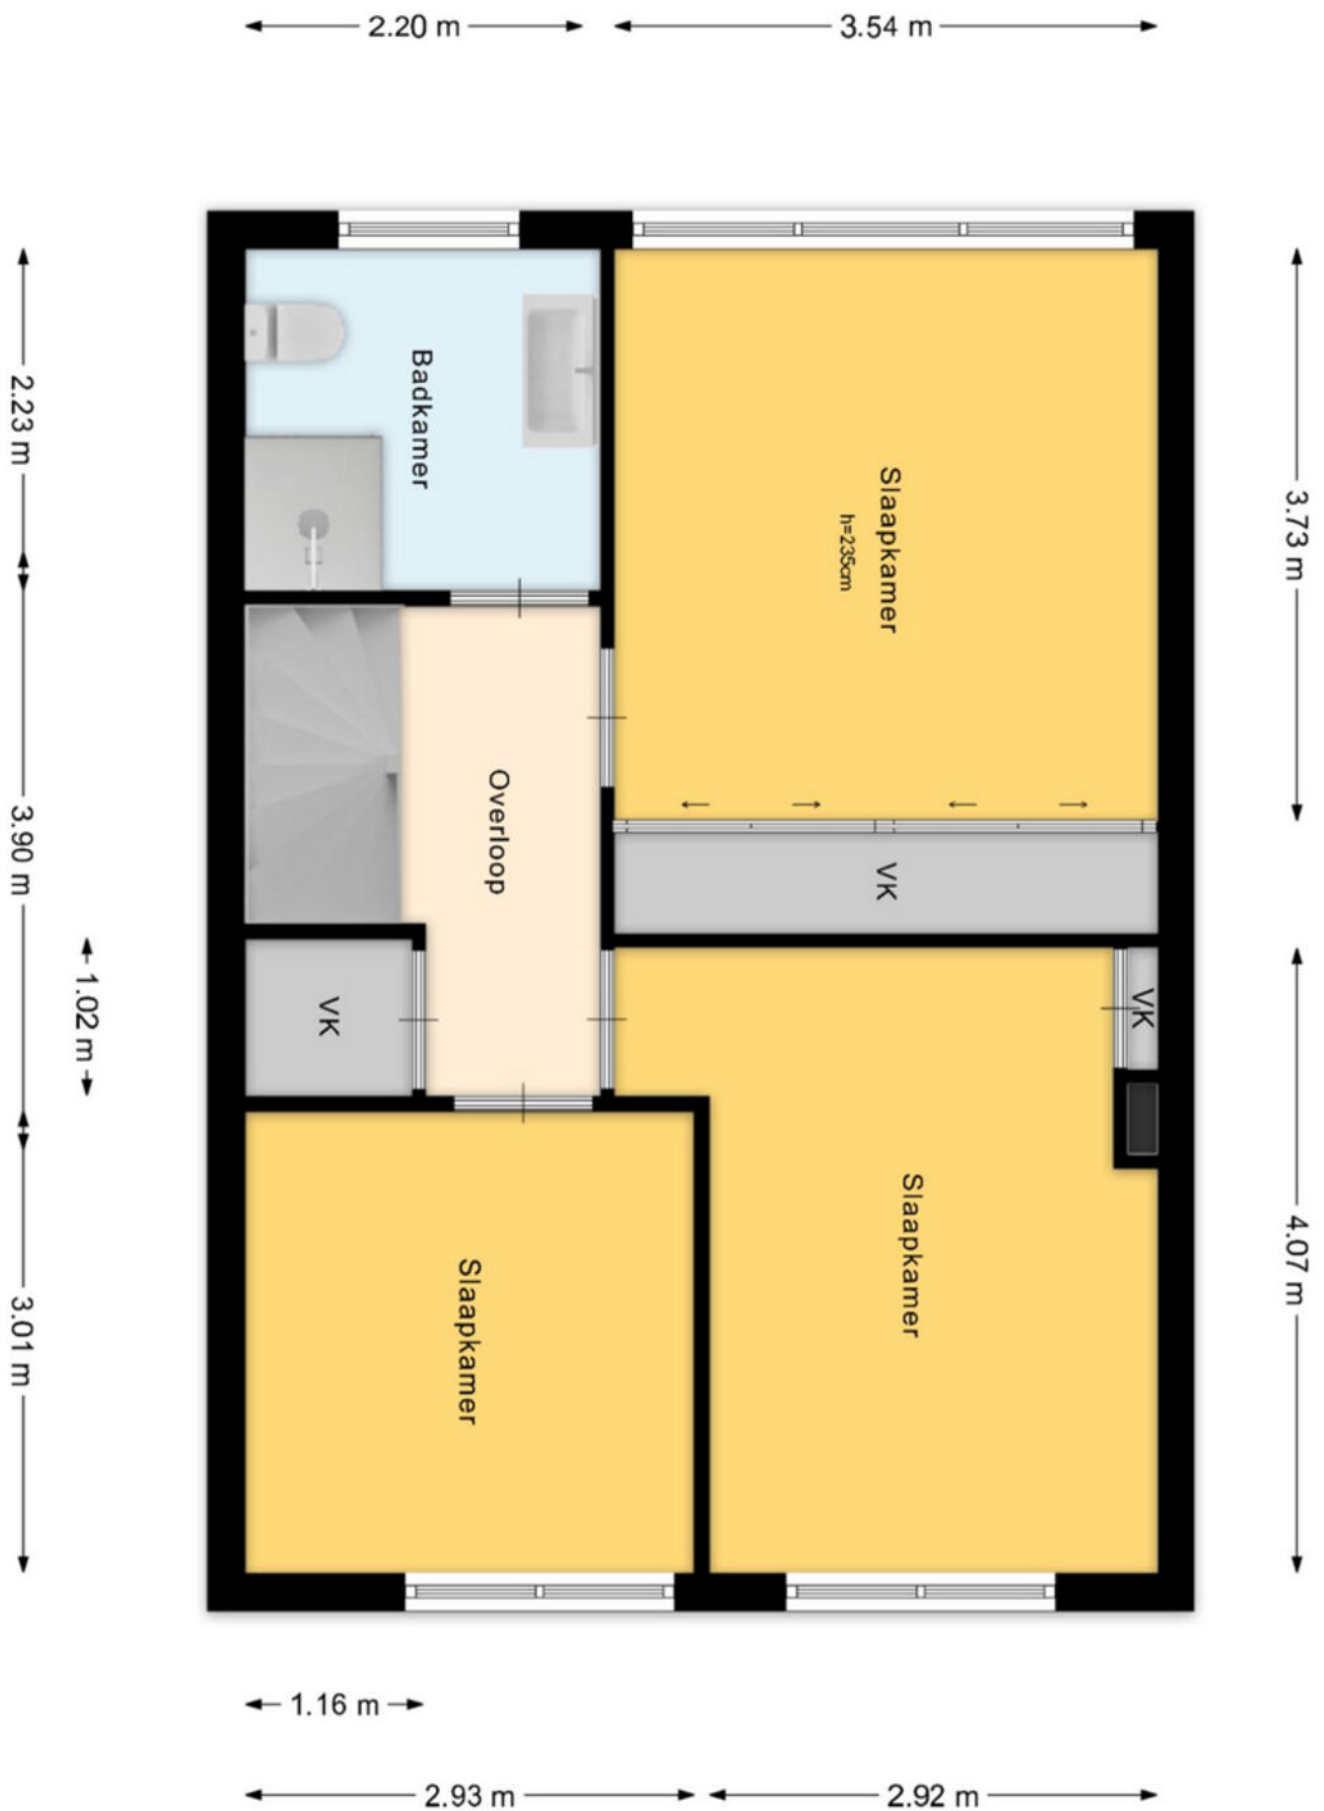 2.20 m
3.54 m
2.23 m
Badkamer
Slaapkamer
h=235cm
3.73 m
Overloop
3.90 m
VK
1.02 m
VK
VK
Slaapkamer
4.07 m
3.01 m
Slaapkamer
1.16 m
2.93 m
2.92 m